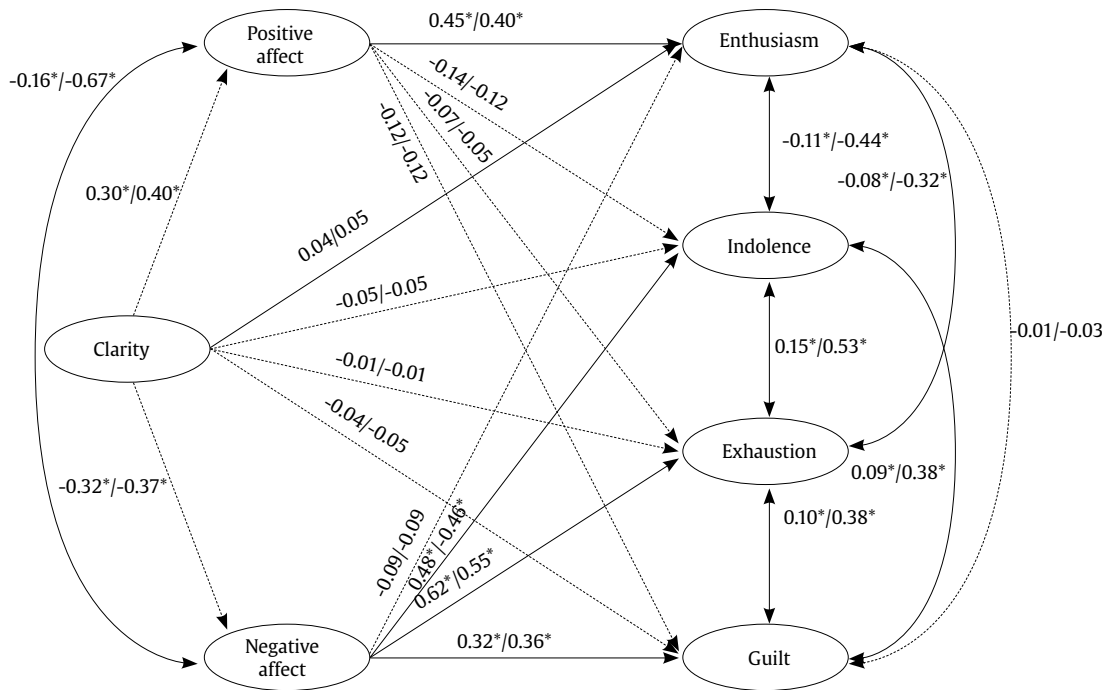 Positive
affect
0.45*/0.40*
Enthusiasm
-0.16*/-0.67*
-0.14/-0.12
-0.07/-0.05
-0.12/-0.12
-0.11*/-0.44*
-0.08*/-0.32*
0.30*/0.40*
0.04/0.05
Indolence
-0.05/-0.05
-0.01/-0.03
Clarity
0.15*/0.53*
-0.01/-0.01
-0.04/-0.05
Exhaustion
0.09*/0.38*
-0.32*/-0.37*
0.10*/0.38*
-0.09/-0.09
0.48*/-0.46*
0.62*/0.55*
Negative
affect
0.32*/0.36*
Guilt